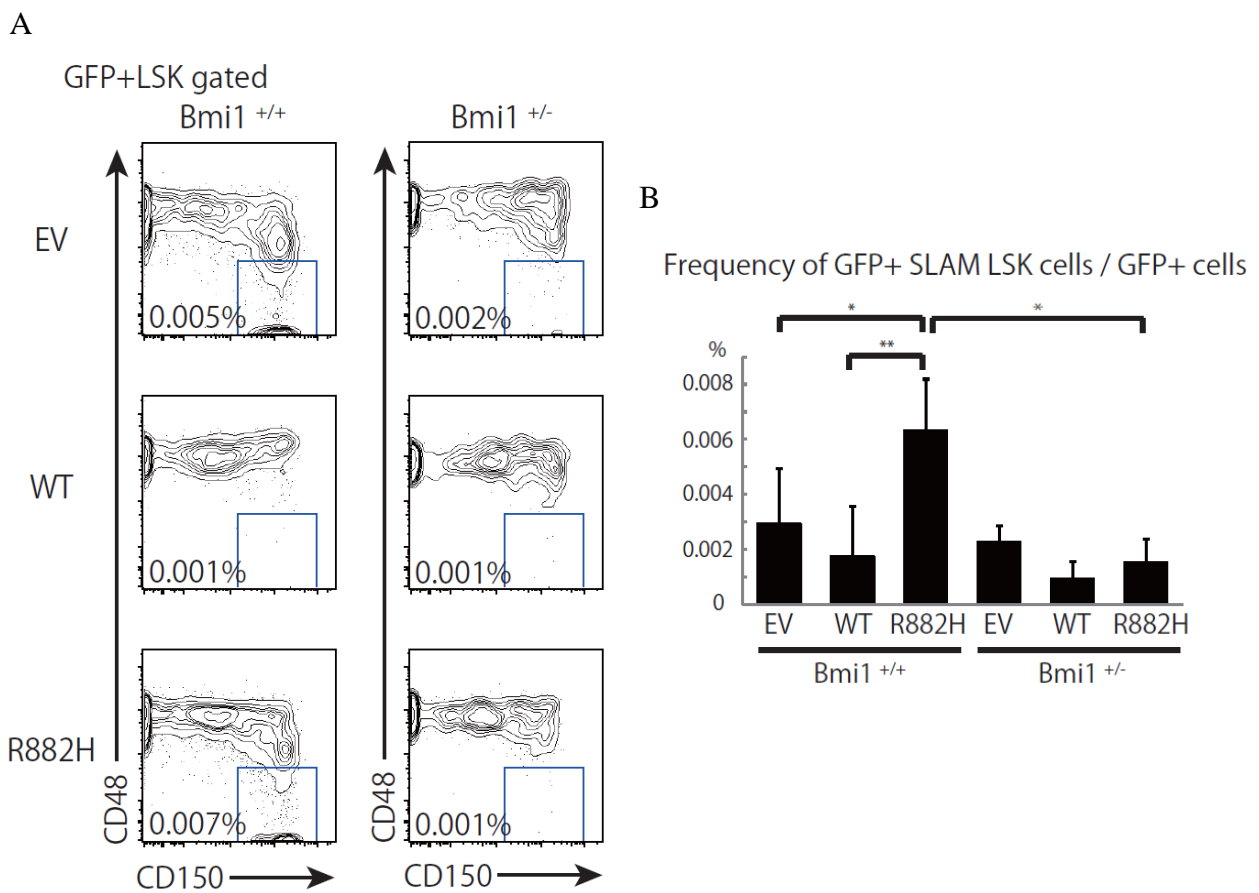 A
GFP+LSK gated
Bmi1 +/+
Bmi1 +/-
EV
0.005%
0.002%
WT
0.001%
0.001%
R882H
0.007%
0.001%
CD48
CD48
CD150
CD150
B
Frequency of GFP+ SLAM LSK cells / GFP+ cells
*
*
**
%
0.008
0.006
0.004
0.002
0
EV WT R882H EV WT R882H
Bmi1 +/+
Bmi1 +/-